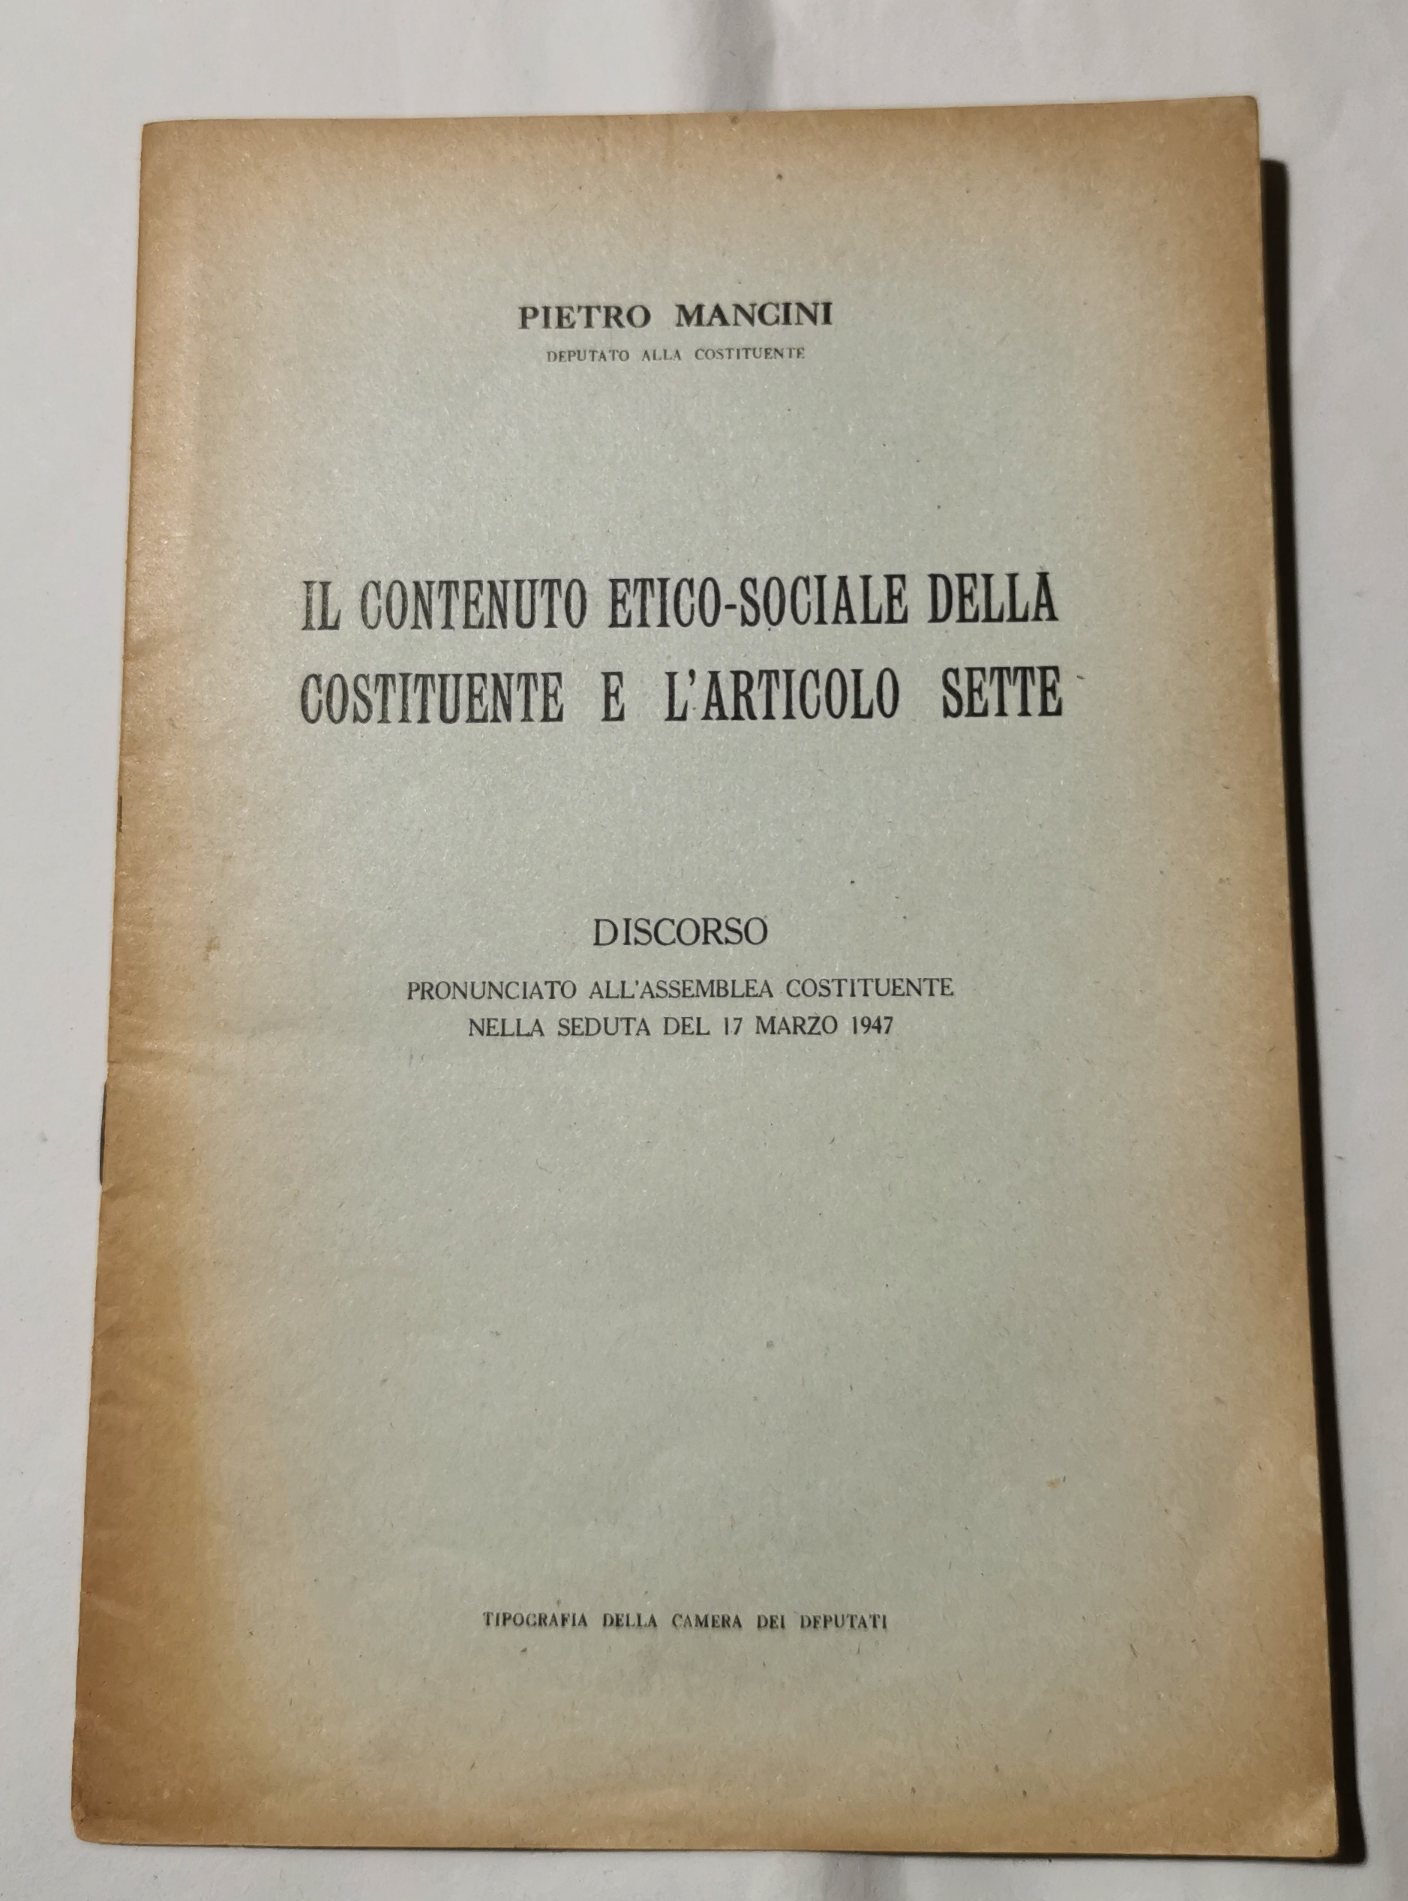 PIETRO MANCINI
DEPUTATO ALLA COSTITUENTE
IL CONTENUTO ETICO-SOCIALE DELLA
COSTITUENTE E L'ARTICOLO SETTE
DISCORSO
PRONUNCIATO ALL'ASSEMBLEA COSTITUENTE
NELLA SEDUTA DEL 17 MARZO 1947
TIPOGRAFIA DELLA CAMERA DEI DEPUTATI